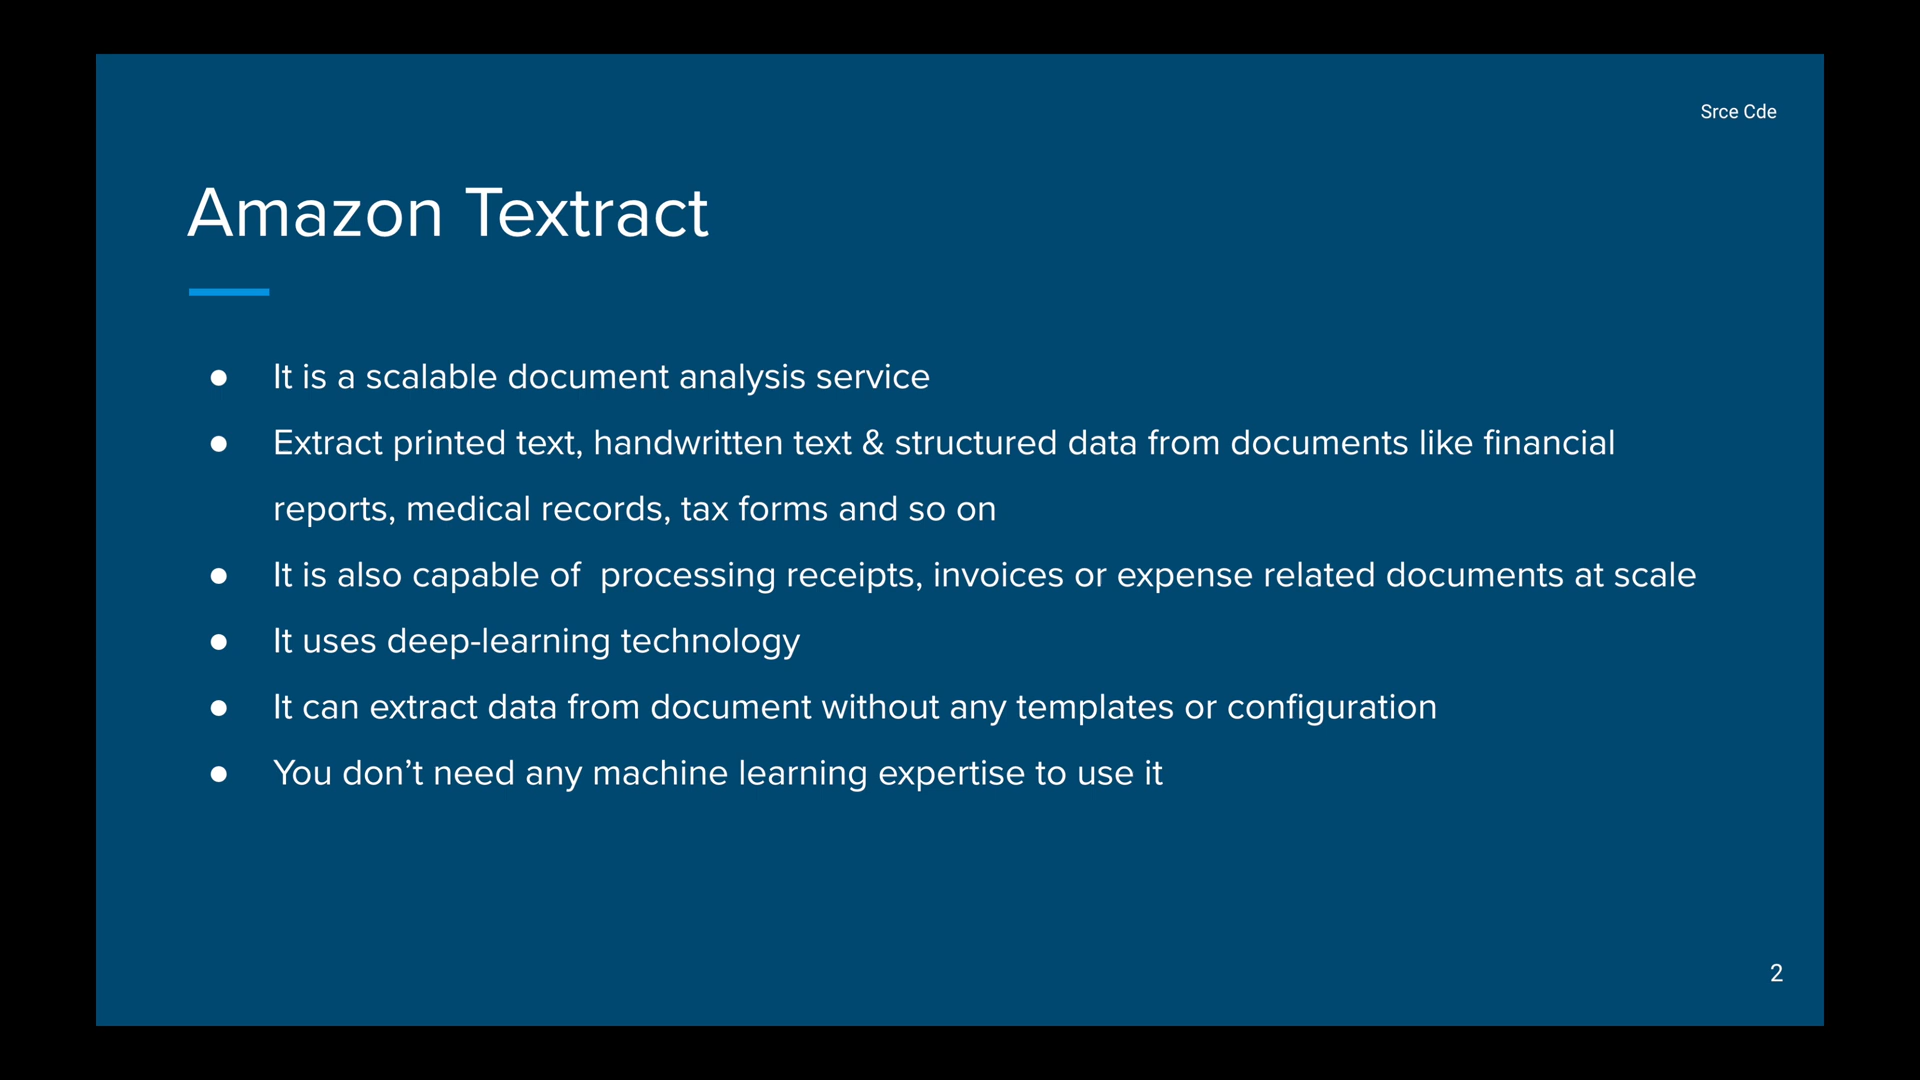 Srce Cde
Amazon Textract
● It is a scalable document analysis service
● Extract printed text, handwritten text & structured data from documents like financial
reports, medical records, tax forms and so on
● It is also capable of  processing receipts, invoices or expense related documents at scale
● It uses deep-learning technology
● It can extract data from document without any templates or configuration
● You don’t need any machine learning expertise to use it
2